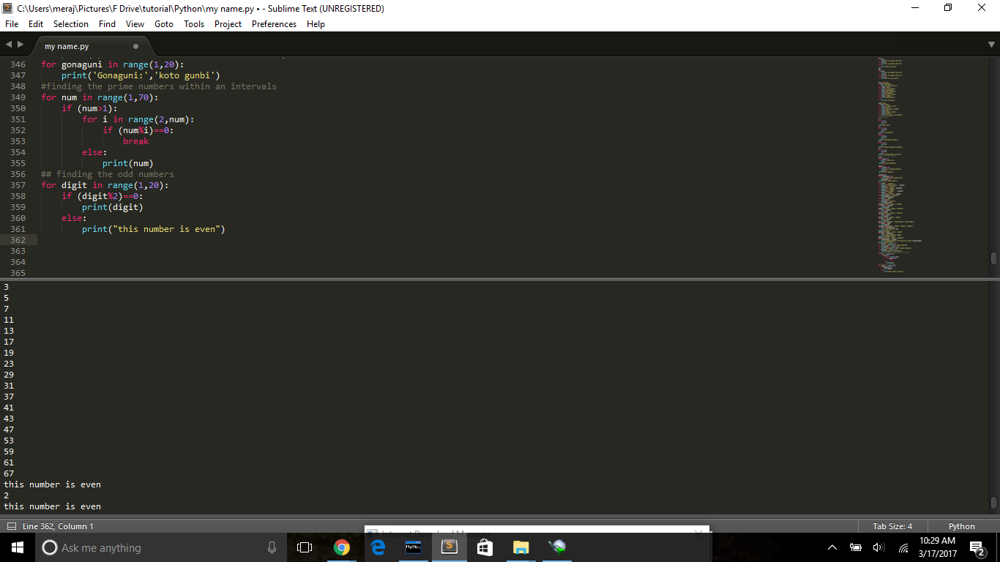 C:\Users\meraj\Pictures\F Drive\tutorial\Python\my name.py • - Sublime Text (UNREGISTERED)
File Edit Selection Find View Goto Tools Project Preferences Help
my name.py
346 for gonaguni in range(1,20):
347     print('Gonaguni:','koto gunbi')
348 #finding the prime numbers within an intervals
349 for num in range(1,70):
350     if (num>1):
351         for i in range(2,num):
352             if (num%i)==0:
353                 break
354         else:
355             print(num)
356 ## finding the odd numbers
357 for digit in range(1,20):
358     if (digit%2)==0:
359         print(digit)
360     else:
361         print("this number is even")
362
363
364
365
3
5
7
11
13
17
19
23
29
31
37
41
43
47
53
59
61
67
this number is even
2
this number is even
Line 362, Column 1 Tab Size: 4 Python
Internet Download Manag
Ask me anything
MySQL
10:29 AM
3/17/2017
2